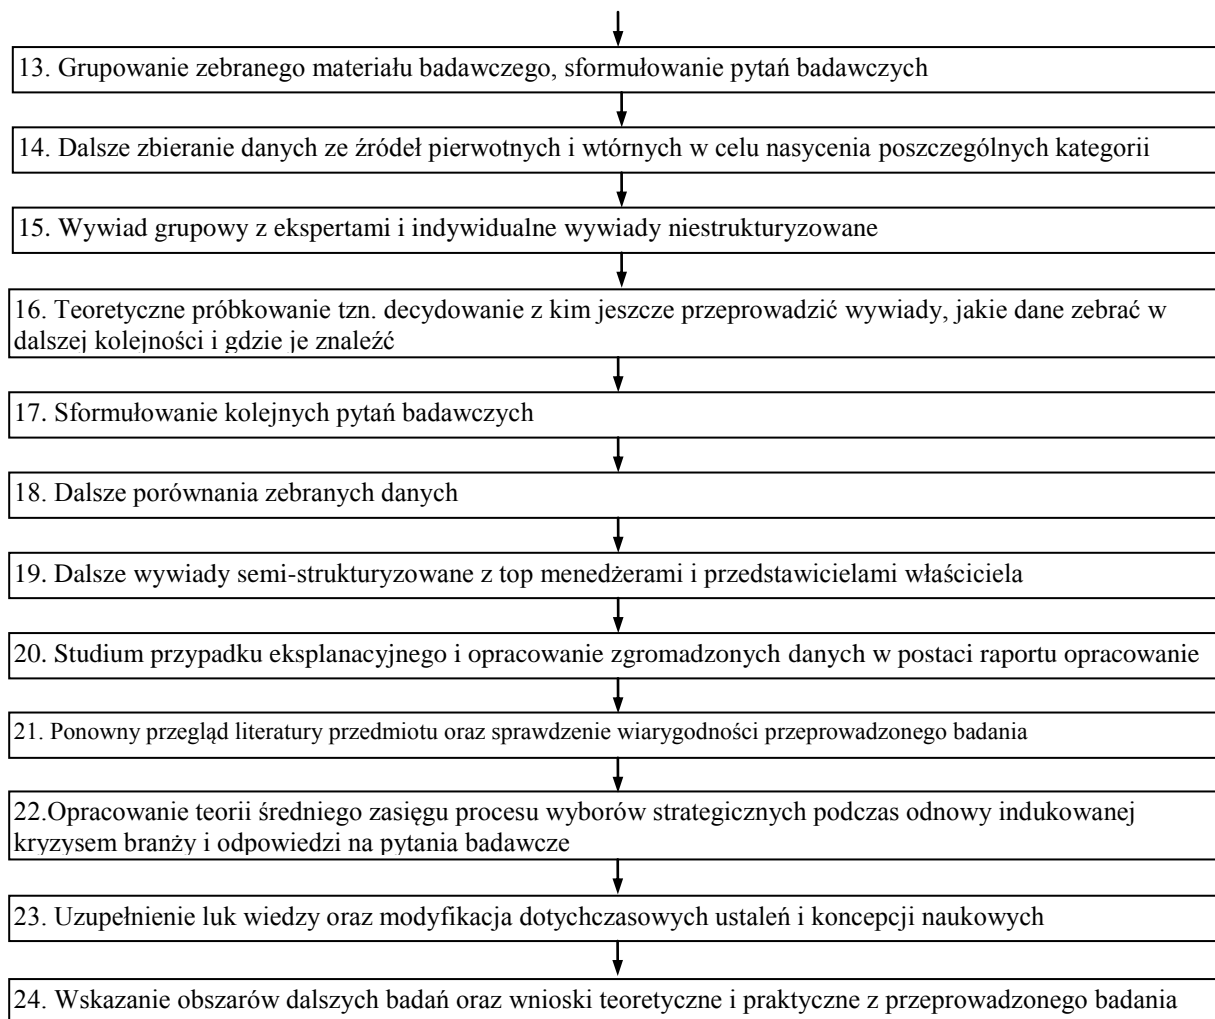 13. Grupowanie zebranego materiału badawczego, sformułowanie pytań badawczych
14. Dalsze zbieranie danych ze źródeł pierwotnych i wtórnych w celu nasycenia poszczególnych kategorii
15. Wywiad grupowy z ekspertami i indywidualne wywiady niestrukturyzowane
16. Teoretyczne próbkowanie tzn. decydowanie z kim jeszcze przeprowadzić wywiady, jakie dane zebrać w
dalszej kolejności i gdzie je znaleźć
17. Sformułowanie kolejnych pytań badawczych
18. Dalsze porównania zebranych danych
19. Dalsze wywiady semi-strukturyzowane z top menedżerami i przedstawicielami właściciela
20. Studium przypadku eksplanacyjnego i opracowanie zgromadzonych danych w postaci raportu opracowanie
21. Ponowny przegląd literatury przedmiotu oraz sprawdzenie wiarygodności przeprowadzonego badania
22.Opracowanie teorii średniego zasięgu procesu wyborów strategicznych podczas odnowy indukowanej
kryzysem branży i odpowiedzi na pytania badawcze
23. Uzupełnienie luk wiedzy oraz modyfikacja dotychczasowych ustaleń i koncepcji naukowych
24. Wskazanie obszarów dalszych badań oraz wnioski teoretyczne i praktyczne z przeprowadzonego badania